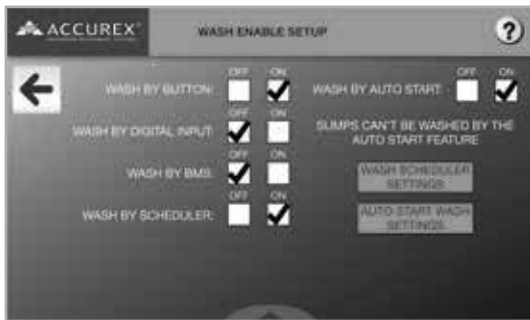 ACCUREX
WASH ENABLE SETUP
?
OFF ON
WASH BY BUTTON:
OFF ON
WASH BY DIGITAL INPUT:
OFF ON
WASH BY BMS:
OFF ON
WASH BY SCHEDULER:
OFF ON
WASH BY AUTO START:
SUMPS CAN'T BE WASHED BY THE
AUTO START FEATURE
WASH SCHEDULER
SETTINGS
AUTO START WASH
SETTINGS